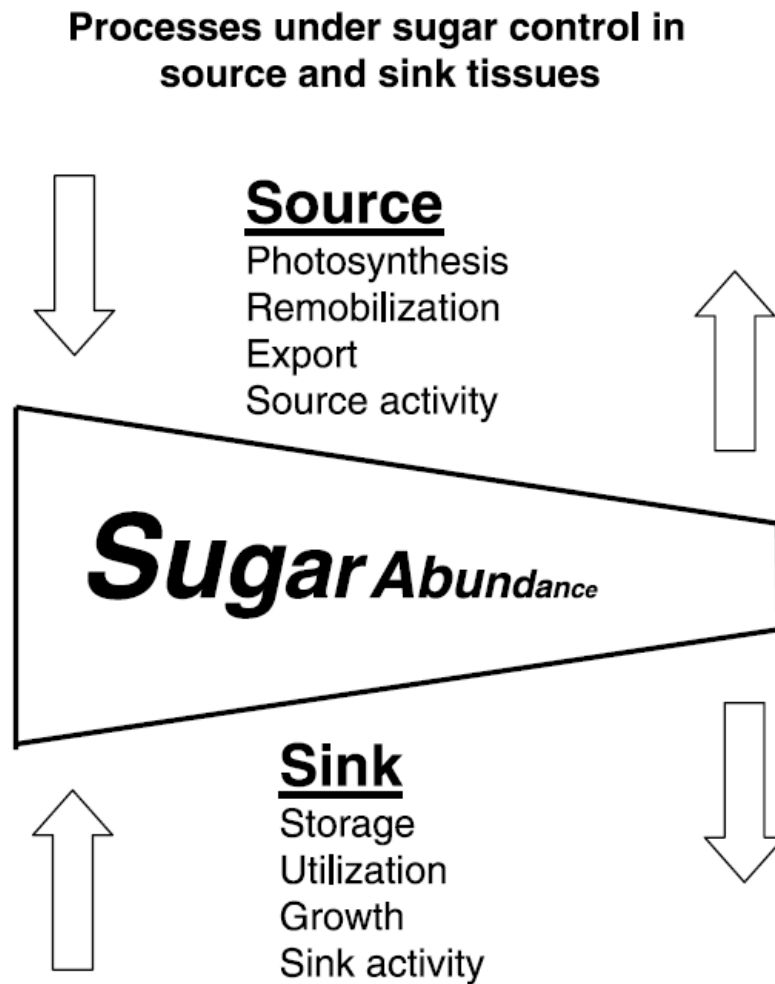 Processes under sugar control in
source and sink tissues
Source
Photosynthesis
Remobilization
Export
Source activity
Sugar Abundance
Sink
Storage
Utilization
Growth
Sink activity